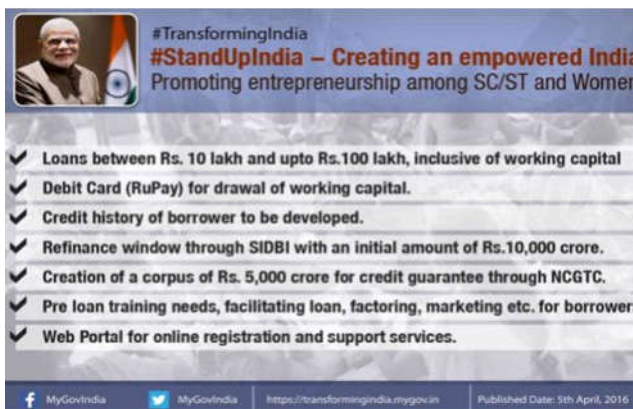 #TransformingIndia
#StandUpIndia – Creating an empowered India
Promoting entrepreneurship among SC/ST and Women
Loans between Rs. 10 lakh and upto Rs.100 lakh, inclusive of working capital
Debit Card (RuPay) for drawal of working capital.
Credit history of borrower to be developed.
Refinance window through SIDBI with an initial amount of Rs.10,000 crore.
Creation of a corpus of Rs. 5,000 crore for credit guarantee through NCGTC.
Pre loan training needs, facilitating loan, factoring, marketing etc. for borrower
Web Portal for online registration and support services.
MyGovIndia MyGovIndia https://transformingindia.mygov.in Published Date: 5th April, 2016